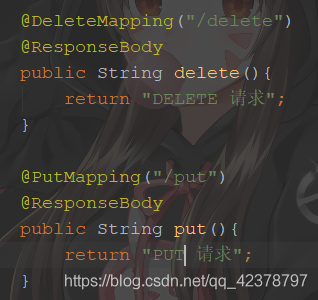 @DeleteMapping("/delete")
@ResponseBody
public String delete(){
    return "DELETE 请求";
}
@PutMapping("/put")
@ResponseBody
public String put(){
    return "PUT 请求";
}
https://blog.csdn.net/qq_42378797